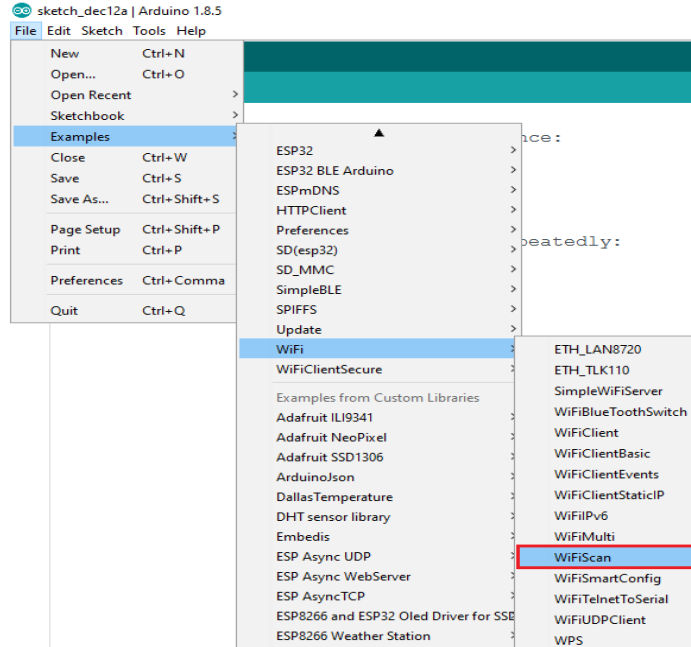 sketch_dec12a | Arduino 1.8.5
File Edit Sketch Tools Help
New Ctrl+N
Open... Ctrl+O
Open Recent >
Sketchbook >
Examples >
Close Ctrl+W
Save Ctrl+S
Save As... Ctrl+Shift+S
Page Setup Ctrl+Shift+P
Print Ctrl+P
Preferences Ctrl+Comma
Quit Ctrl+Q
nce:
peatedly:
ESP32 >
ESP32 BLE Arduino >
ESPmDNS >
HTTPClient >
Preferences >
SD(esp32) >
SD_MMC >
SimpleBLE >
SPIFFS >
Update >
WiFi >
WiFiClientSecure >
Examples from Custom Libraries
Adafruit ILI9341 >
Adafruit NeoPixel >
Adafruit SSD1306 >
ArduinoJson >
DallasTemperature >
DHT sensor library >
Embedis >
ESP Async UDP >
ESP Async WebServer >
ESP AsyncTCP >
ESP8266 and ESP32 Oled Driver for SSD
ESP8266 Weather Station >
ETH_LAN8720
ETH_TLK110
SimpleWiFiServer
WiFiBlueToothSwitch
WiFiClient
WiFiClientBasic
WiFiClientEvents
WiFiClientStaticIP
WiFiIPv6
WiFiMulti
WiFiScan
WiFiSmartConfig
WiFiTelnetToSerial
WiFiUDPClient
WPS